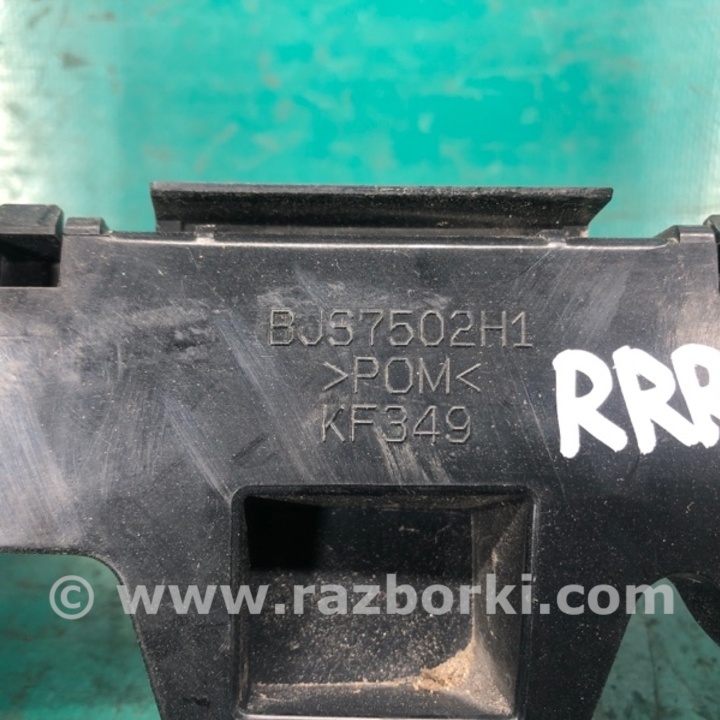 BJS7502H1
>POM<
KF349
RRR
© www.razborki.com